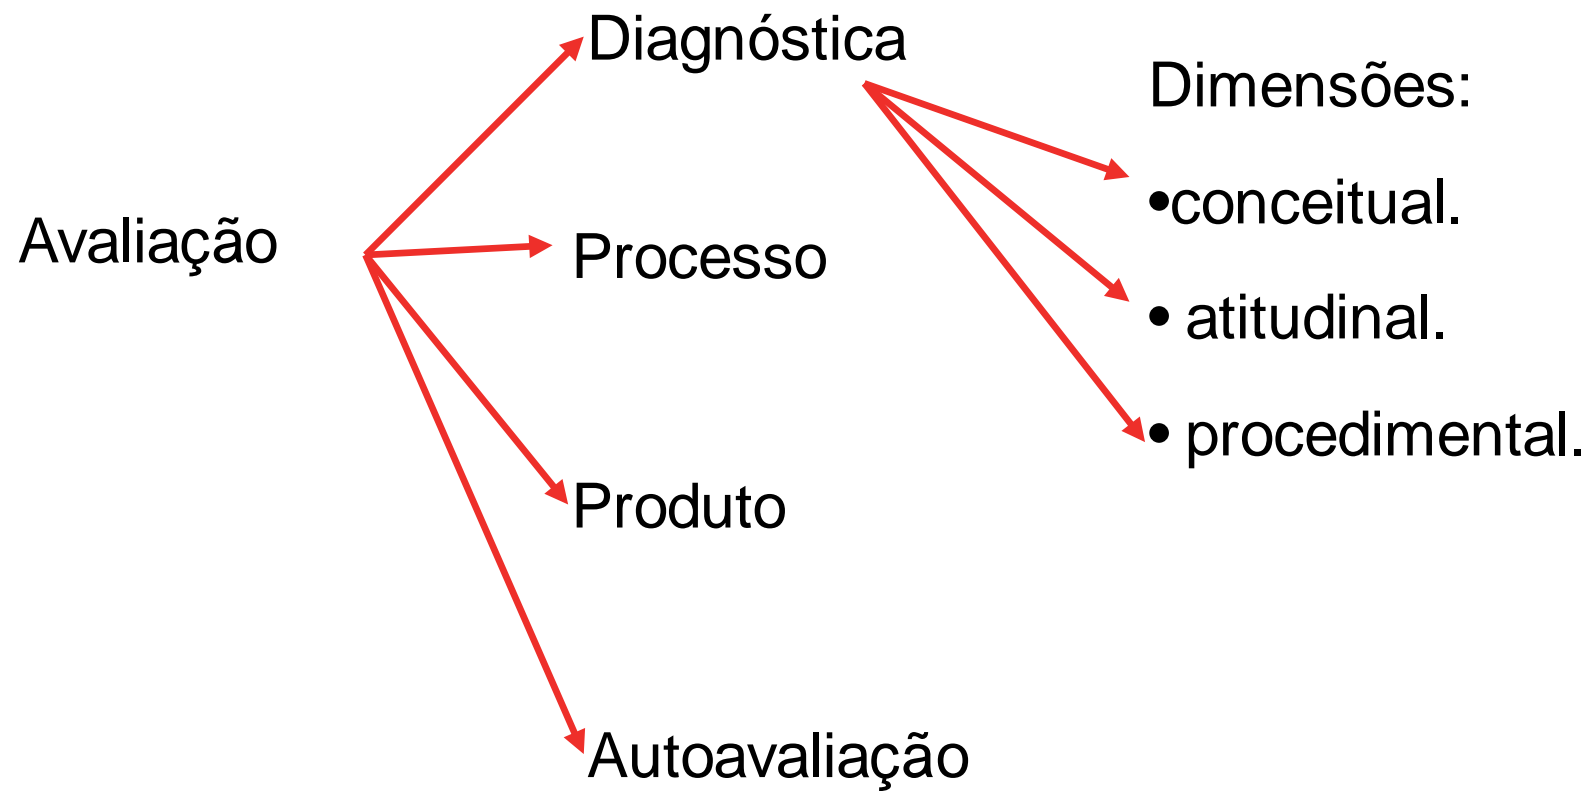 Avaliação
Diagnóstica
Processo
Produto
Autoavaliação
Dimensões:
•conceitual.
• atitudinal.
• procedimental.